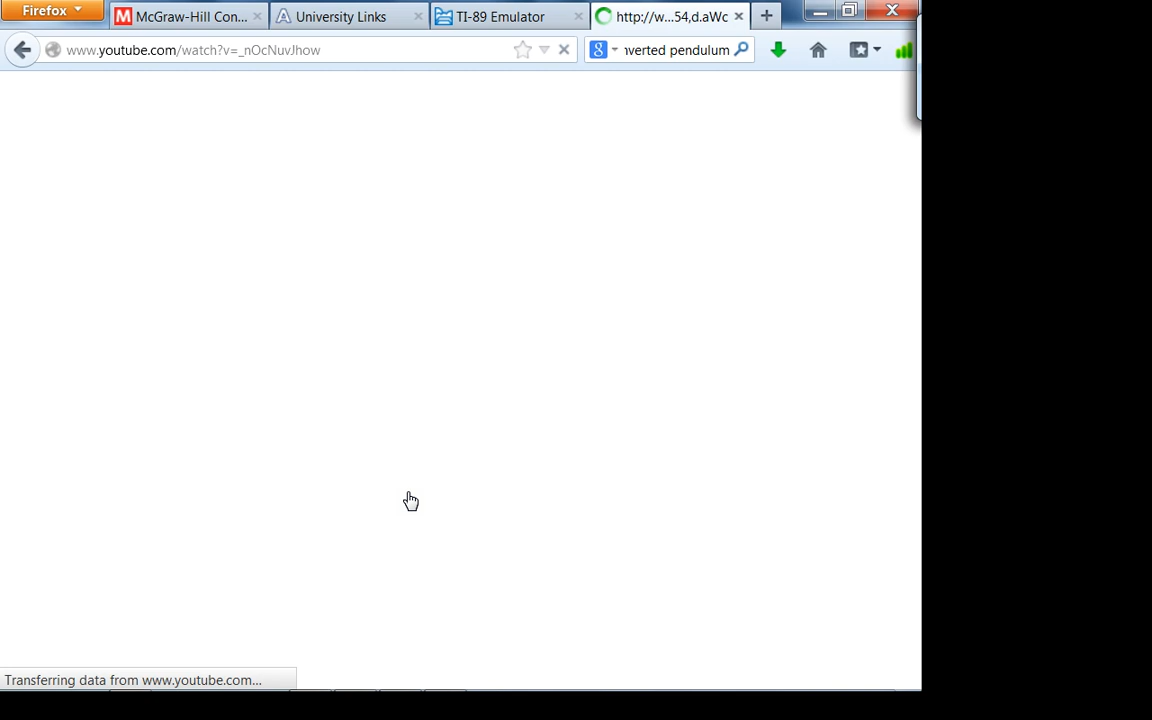 Firefox
McGraw-Hill Con...
University Links
TI-89 Emulator
http://w...54,d.aWc
www.youtube.com/watch?v=_nOcNuvJhow
verted pendulum
Transferring data from www.youtube.com...